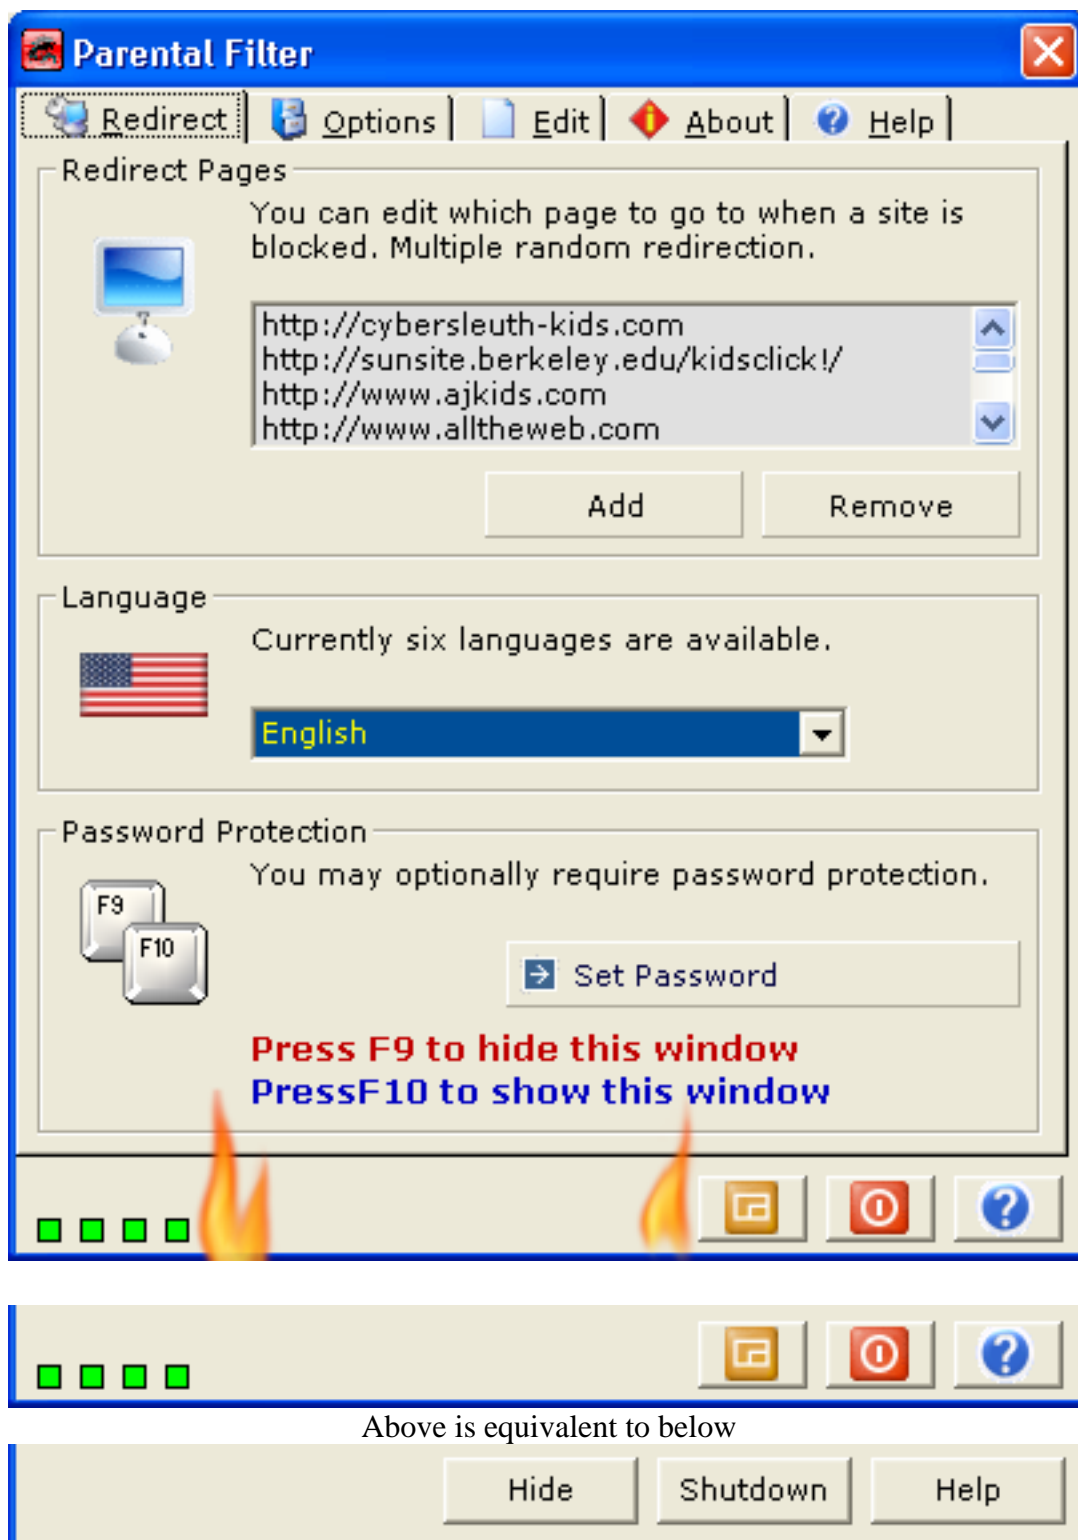 Parental Filter
Redirect Options Edit About Help
Redirect Pages
You can edit which page to go to when a site is
blocked. Multiple random redirection.
http://cybersleuth-kids.com
http://sunsite.berkeley.edu/kidsclick!/
http://www.ajkids.com
http://www.alltheweb.com
Add Remove
Language
Currently six languages are available.
English
Password Protection
You may optionally require password protection.
F9
F10
Set Password
Press F9 to hide this window
PressF10 to show this window
Above is equivalent to below
Hide Shutdown Help